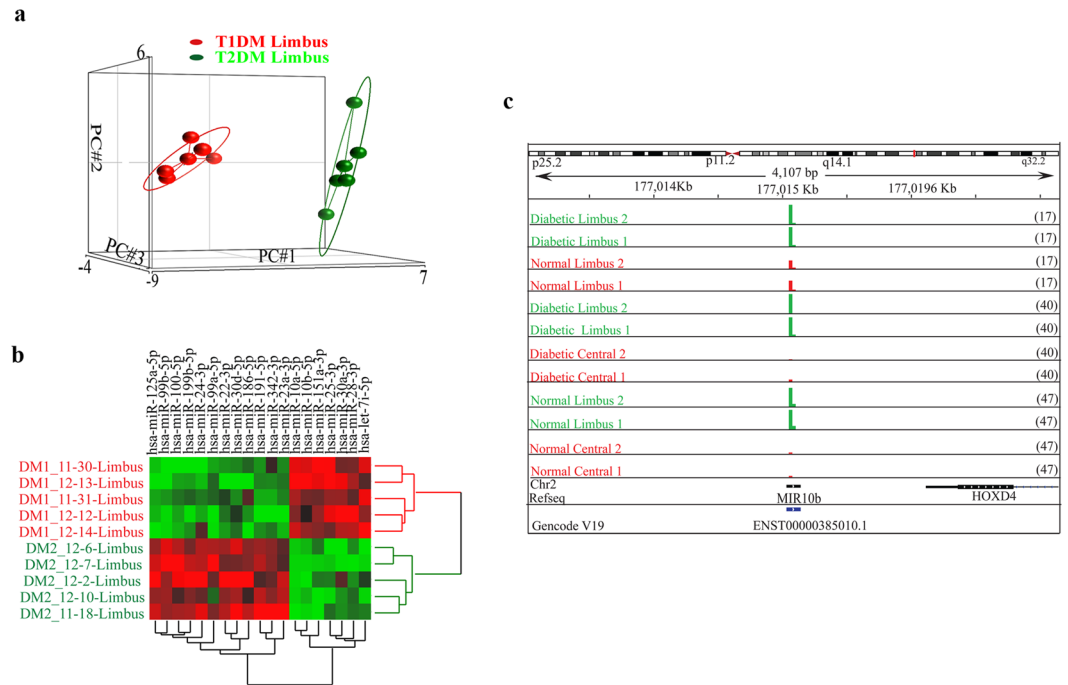 a
T1DM Limbus
T2DM Limbus
6
PC#2
PC#3
PC#1
-4
-9
7
b
hsa-miR-125a-5p
hsa-miR-99b-5p
hsa-miR-100-5p
hsa-miR-199b-5p
hsa-miR-24-3p
hsa-miR-99a-5p
hsa-miR-22-3p
hsa-miR-30d-5p
hsa-miR-186-5p
hsa-miR-191-5p
hsa-miR-342-3p
hsa-miR-23a-3p
hsa-miR-10a-5p
hsa-miR-10b-5p
hsa-miR-151a-3p
hsa-miR-25-3p
hsa-miR-30a-3p
hsa-miR-28-3p
hsa-let-7i-5p
DM1_11-30-Limbus
DM1_12-13-Limbus
DM1_11-31-Limbus
DM1_12-12-Limbus
DM1_12-14-Limbus
DM2_12-6-Limbus
DM2_12-7-Limbus
DM2_12-2-Limbus
DM2_12-10-Limbus
DM2_11-18-Limbus
c
p25.2 p11.2 q14.1 q32.2
4,107 bp
177,014Kb 177,015 Kb 177,0196 Kb
Diabetic Limbus 2 (17)
Diabetic Limbus 1 (17)
Normal Limbus 2 (17)
Normal Limbus 1 (17)
Diabetic Limbus 2 (40)
Diabetic Limbus 1 (40)
Diabetic Central 2 (40)
Diabetic Central 1 (40)
Normal Limbus 2 (47)
Normal Limbus 1 (47)
Normal Central 2 (47)
Normal Central 1 (47)
Chr2
Refseq MIR10b HOXD4
Gencode V19 ENST00000385010.1